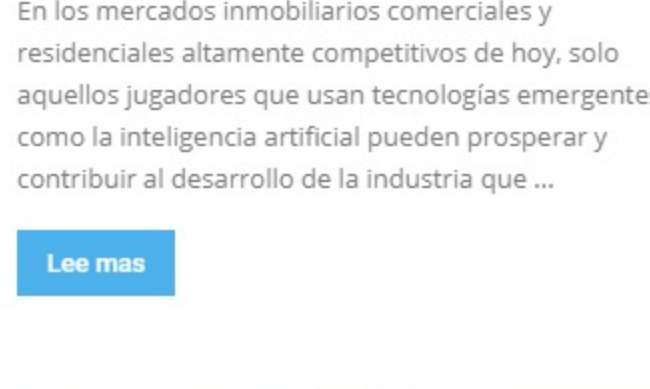 En los mercados inmobiliarios comerciales y
residenciales altamente competitivos de hoy, solo
aquellos jugadores que usan tecnologías emergente
como la inteligencia artificial pueden prosperar y
contribuir al desarrollo de la industria que ...
Lee mas